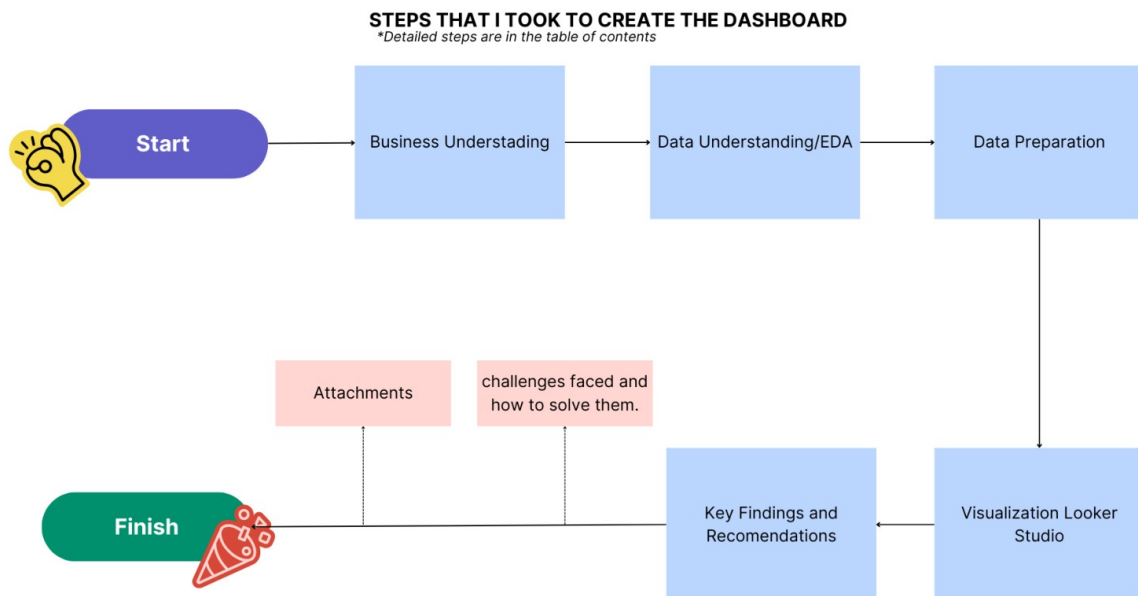 STEPS THAT I TOOK TO CREATE THE DASHBOARD
*Detailed steps are in the table of contents
Start
Business Understading
Data Understanding/EDA
Data Preparation
Attachments
challenges faced and
how to solve them.
Finish
Key Findings and
Recomendations
Visualization Looker
Studio